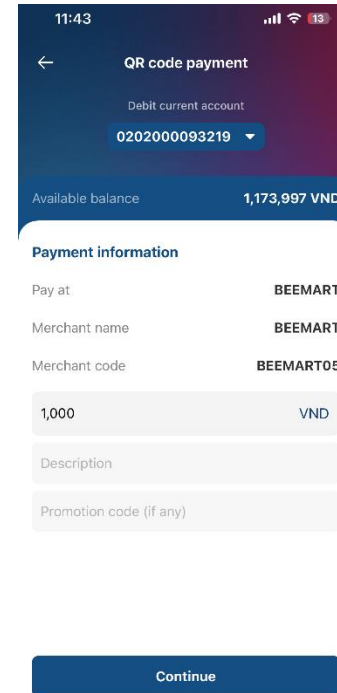 11:43 13
QR code payment
Debit current account
0202000093219
Available balance 1,173,997 VND
Payment information
Pay at BEEMART
Merchant name BEEMART
Merchant code BEEMART05
1,000 VND
Description
Promotion code (if any)
Continue